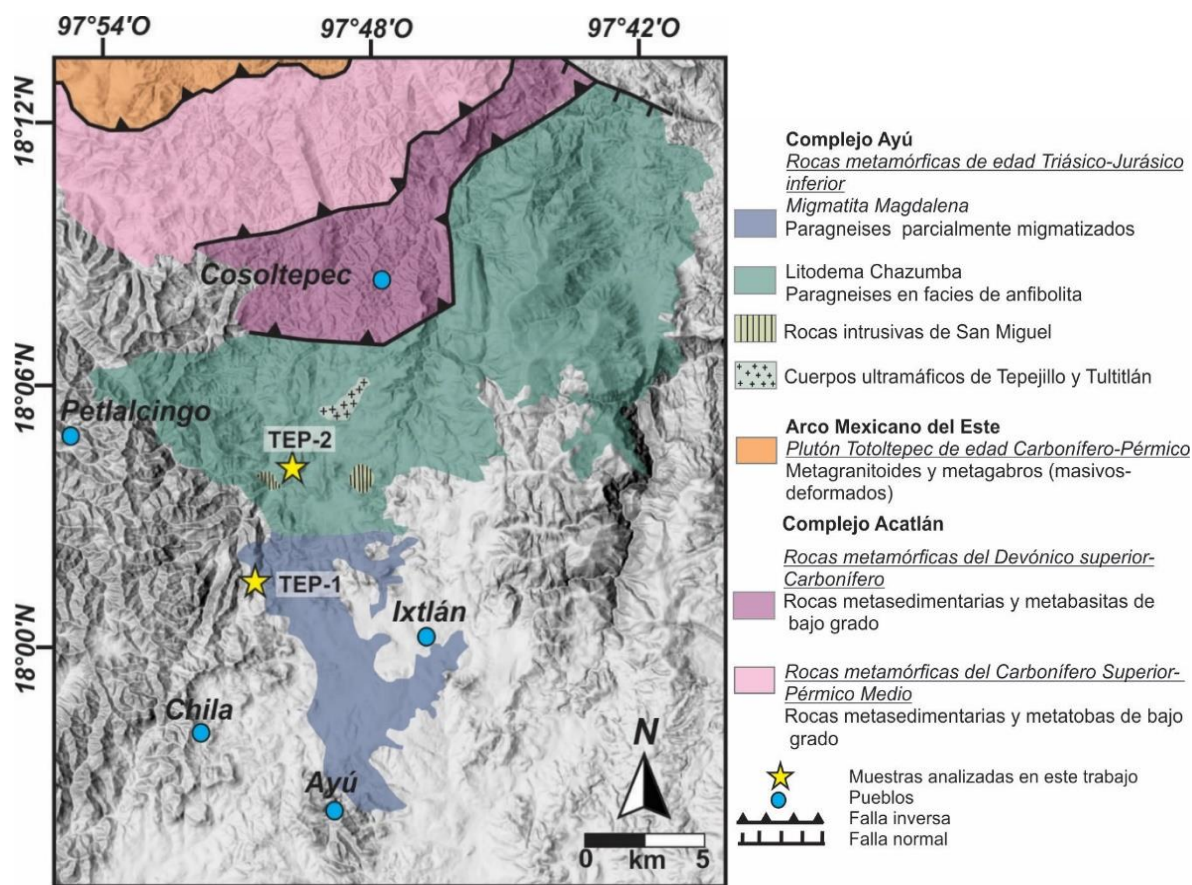 97°54'O
97°48'O
97°42'O
18°12'N
18°06'N
18°00'N
Cosoltepec
Petlalcingo
TEP-2
TEP-1
Ixtlán
Chila
Ayú
N
0 km 5
Complejo Ayú
Rocas metamórficas de edad Triásico-Jurásico
inferior
Migmatita Magdalena
Paragneises parcialmente migmatizados
Litodema Chazumba
Paragneises en facies de anfibolita
Rocas intrusivas de San Miguel
Cuerpos ultramáficos de Tepejillo y Tultitlán
Arco Mexicano del Este
Plutón Totoltepec de edad Carbonífero-Pérmico
Metagranitoides y metagabros (masivos-
deformados)
Complejo Acatlán
Rocas metamórficas del Devónico superior-
Carbonífero
Rocas metasedimentarias y metabasitas de
bajo grado
Rocas metamórficas del Carbonífero Superior-
Pérmico Medio
Rocas metasedimentarias y metatobas de bajo
grado
Muestras analizadas en este trabajo
Pueblos
Falla inversa
Falla normal